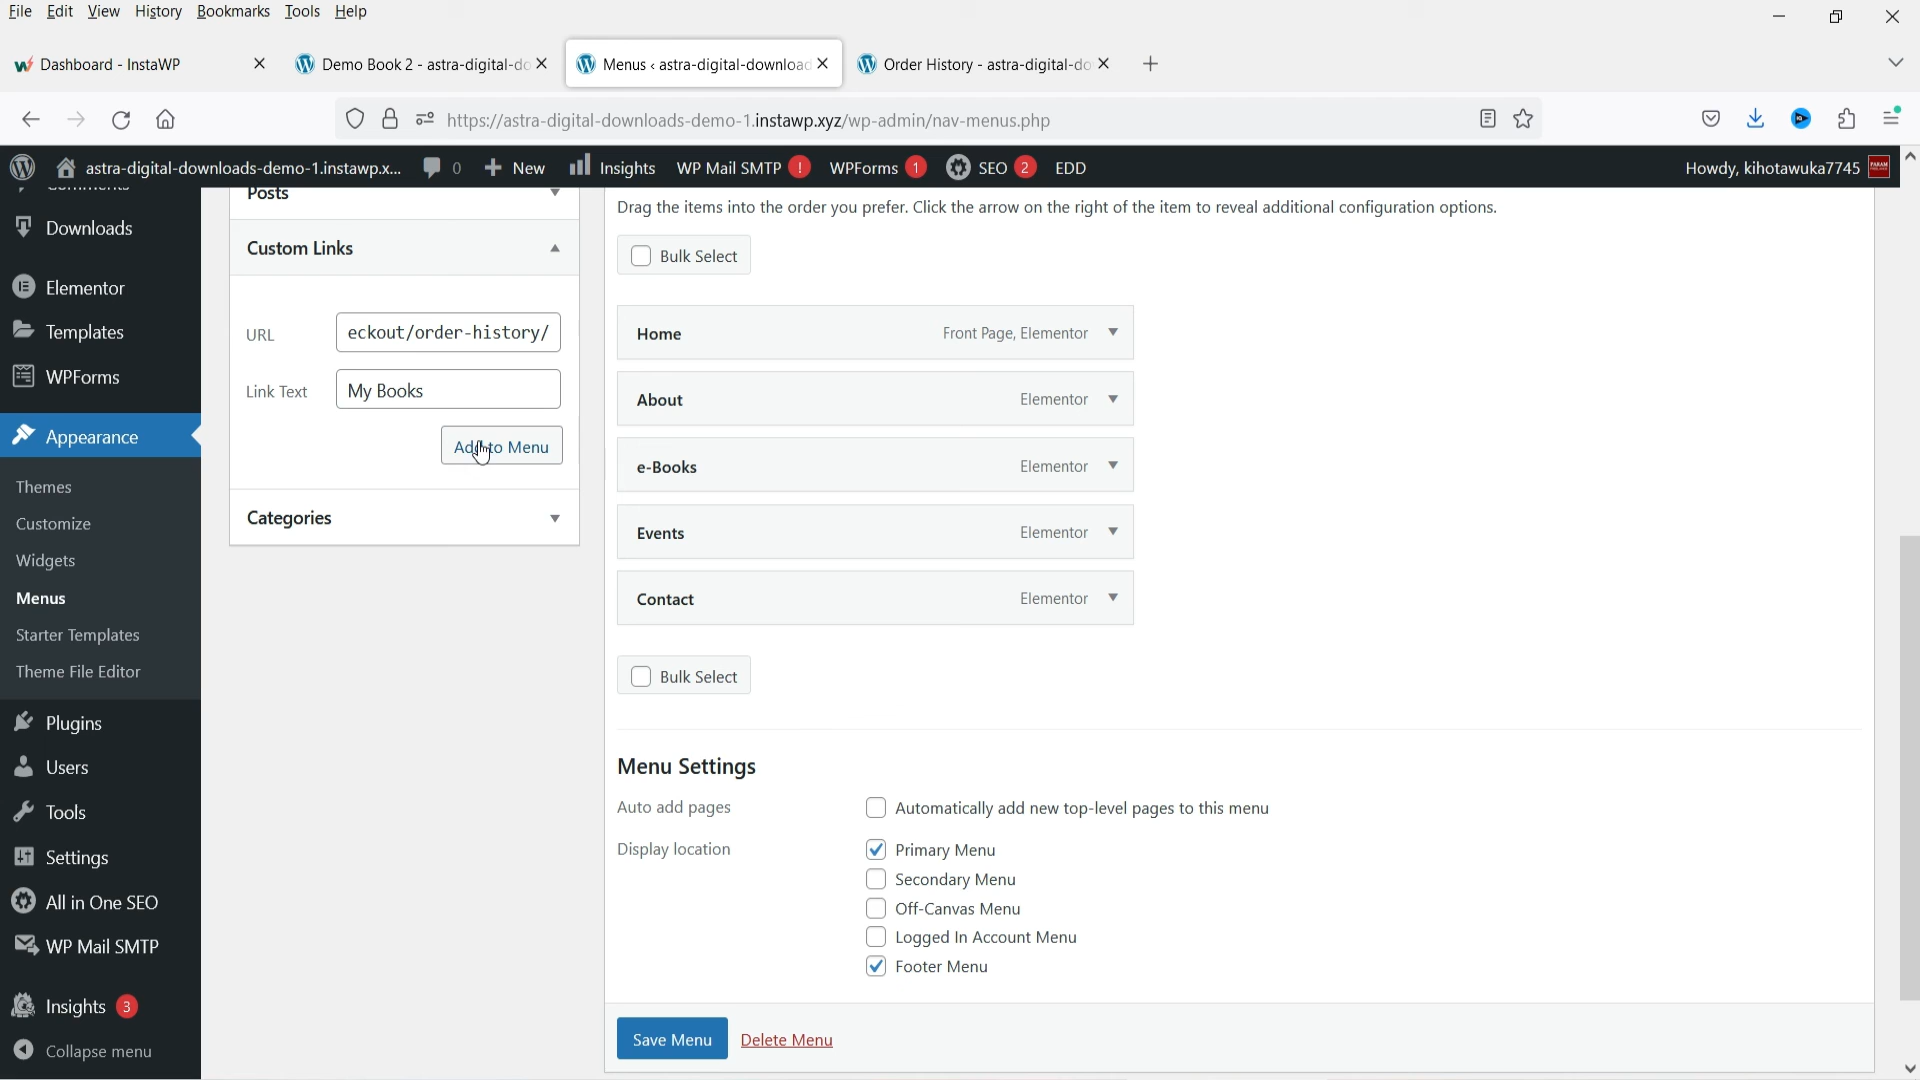 File Edit View History Bookmarks Tools Help
Dashboard - InstaWP
Demo Book 2 - astra-digital-do
Menus ‹ astra-digital-download
Order History - astra-digital-do
https://astra-digital-downloads-demo-1.instawp.xyz/wp-admin/nav-menus.php
astra-digital-downloads-demo-1.instawp.x... 0 New Insights WP Mail SMTP ! WPForms 1 SEO 2 EDD Howdy, kihotawuka7745
Comments
Downloads
Elementor
Templates
WPForms
Appearance
Themes
Customize
Widgets
Menus
Starter Templates
Theme File Editor
Plugins
Users
Tools
Settings
All in One SEO
WP Mail SMTP
Insights 3
Collapse menu
Posts
Custom Links
URL eckout/order-history/
Link Text My Books
Add to Menu
Categories
Drag the items into the order you prefer. Click the arrow on the right of the item to reveal additional configuration options.
Bulk Select
Home Front Page, Elementor
About Elementor
e-Books Elementor
Events Elementor
Contact Elementor
Bulk Select
Menu Settings
Auto add pages Automatically add new top-level pages to this menu
Display location Primary Menu
Secondary Menu
Off-Canvas Menu
Logged In Account Menu
Footer Menu
Save Menu Delete Menu